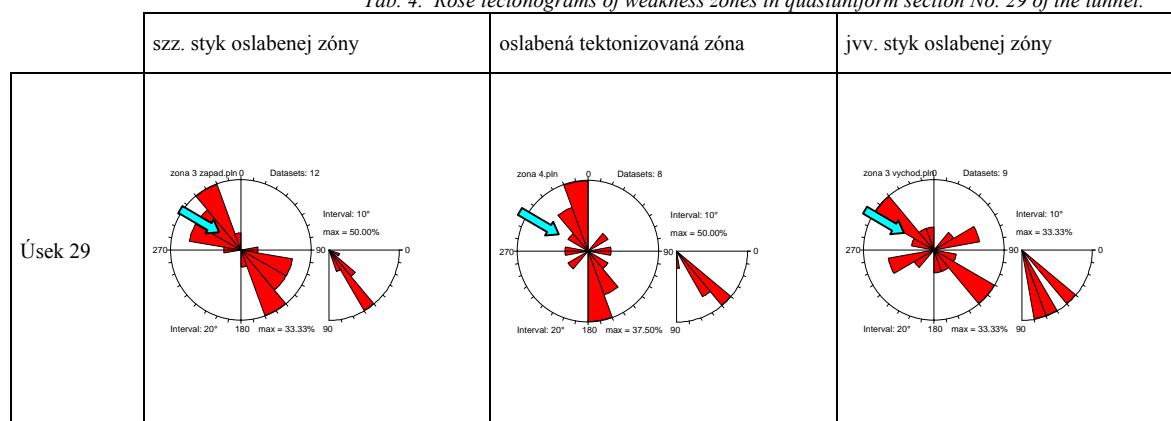 Tab. 4. Rose tectonograms of weakness zones in quasiuniform section No. 29 of the tunnel.
szz. styk oslabenej zóny
oslabená tektonizovaná zóna
jvv. styk oslabenej zóny
Úsek 29
zona 3 zapad.pln 0 Datasets: 12
Interval: 10°
max = 50.00%
270 90 0
Interval: 20° 180 max = 33.33% 90
zona 4.pln 0 Datasets: 8
Interval: 10°
max = 50.00%
270 90 0
Interval: 20° 180 max = 37.50% 90
zona 3 vychod.pln 0 Datasets: 9
Interval: 10°
max = 33.33%
270 90 0
Interval: 20° 180 max = 33.33% 90